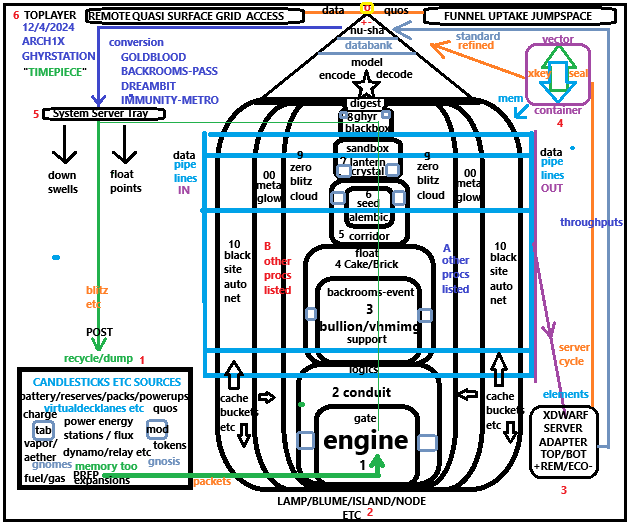 6 TOPLAYER
12/4/2024
ARCH1X
GHYRSTATION
"TIMEPIECE"
REMOTE QUASI SURFACE GRID ACCESS
data quos
+-
nu-sha
databank
FUNNEL UPTAKE JUMPSPACE
standard
refined
vector
xkey seal
container
4
mem
conversion
GOLDBLOOD
BACKROOMS-PASS
DREAMBIT
IMMUNITY-METRO
model
encode decode
digest
8 ghyr
blackbox
5 System Server Tray
down
swells
float
points
data
pipe
lines
IN
sandbox
7 lantern
crystal
6
seed
alembic
5 corridor
float
4 Cake/Brick
00
meta
glow
9
zero
blitz
cloud
9
zero
blitz
cloud
00
meta
glow
data
pipe
lines
OUT
throughputs
10
black
site
auto
net
B
other
procs
listed
A
other
procs
listed
10
black
site
auto
net
backrooms-event
3
bullion/vhmimg
support
logics
2 conduit
gate
engine
1
cache
buckets
etc
cache
buckets
etc
blitz
etc
POST
recycle/dump 1
CANDLESTICKS ETC SOURCES
battery/reserves/packs/powerups
virtualdecklanes etc quos
charge
tab
power energy
stations / flux
mod
tokens
vapor/
aether
dynamo/relay etc
gnomes memory too gnosis
PREP
fuel/gas expansions
packets
server
cycle
elements
XDWARF
SERVER
ADAPTER
TOP/BOT
+REM/ECO-
3
LAMP/BLUME/ISLAND/NODE
ETC 2